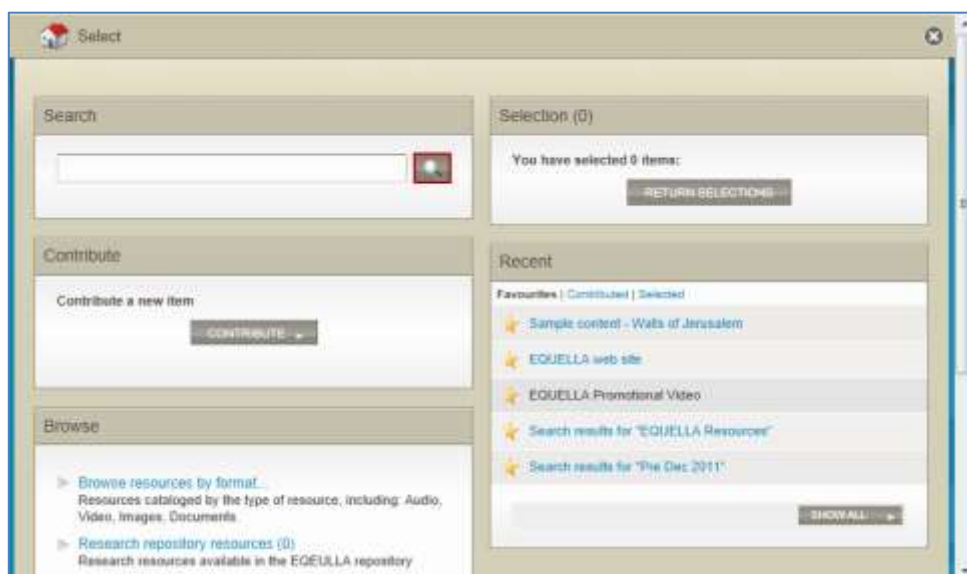 Select
Search
Contribute
Contribute a new item
CONTRIBUTE
Browse
Browse resources by format...
Resources cataloged by the type of resource, including: Audio,
Video, Images, Documents
Research repository resources (0)
Research resources available in the EQEULLA repository
Selection (0)
You have selected 0 items:
RETURN SELECTIONS
Recent
Favourites | Contributed | Selected
Sample content - Walls of Jerusalem
EQUELLA web site
EQUELLA Promotional Video
Search results for "EQUELLA Resources"
Search results for "Pre Dec 2011"
SHOW ALL